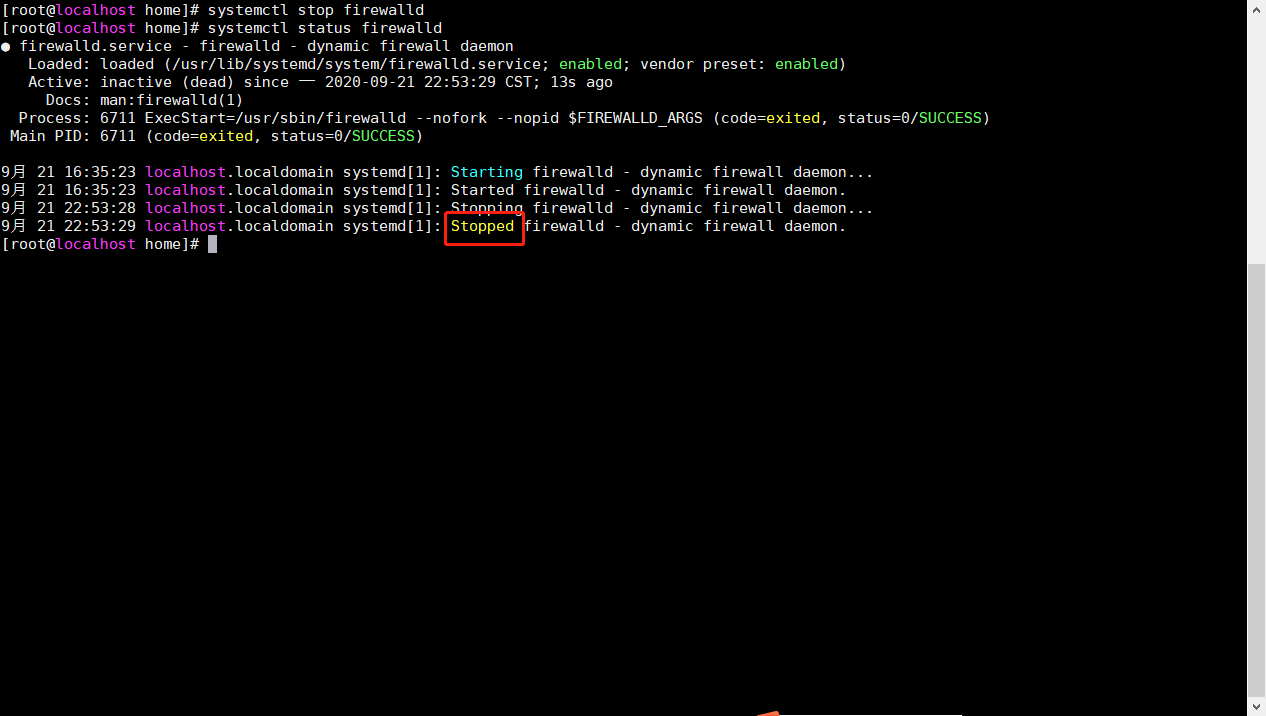 [root@localhost home]# systemctl stop firewalld
[root@localhost home]# systemctl status firewalld
● firewalld.service - firewalld - dynamic firewall daemon
   Loaded: loaded (/usr/lib/systemd/system/firewalld.service; enabled; vendor preset: enabled)
   Active: inactive (dead) since 一 2020-09-21 22:53:29 CST; 13s ago
     Docs: man:firewalld(1)
  Process: 6711 ExecStart=/usr/sbin/firewalld --nofork --nopid $FIREWALLD_ARGS (code=exited, status=0/SUCCESS)
 Main PID: 6711 (code=exited, status=0/SUCCESS)

9月 21 16:35:23 localhost.localdomain systemd[1]: Starting firewalld - dynamic firewall daemon...
9月 21 16:35:23 localhost.localdomain systemd[1]: Started firewalld - dynamic firewall daemon.
9月 21 22:53:28 localhost.localdomain systemd[1]: Stopping firewalld - dynamic firewall daemon...
9月 21 22:53:29 localhost.localdomain systemd[1]: Stopped firewalld - dynamic firewall daemon.
[root@localhost home]#